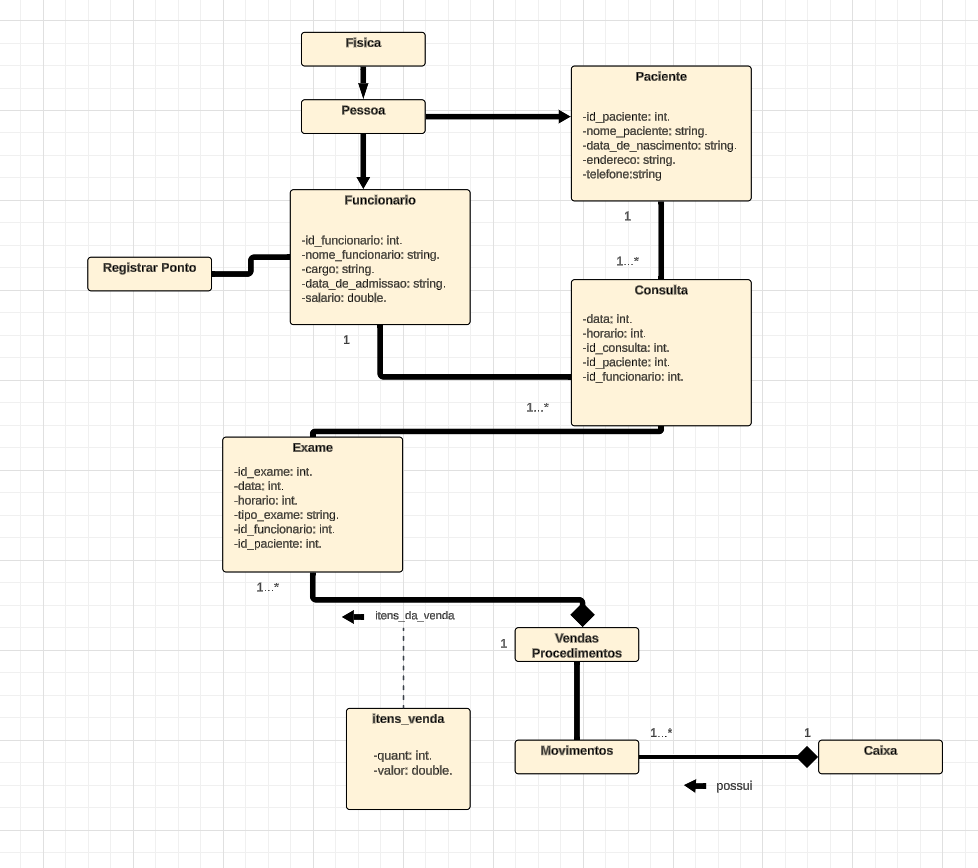 Fisica
Pessoa
Paciente
-id_paciente: int.
-nome_paciente; string.
-data_de_nascimento: string.
-endereco: string.
-telefone:string
Funcionario
-id_funcionario: int.
-nome_funcionario: string.
-cargo; string.
-data_de_admissao: string.
-salario: double.
Registrar Ponto
1
1...*
Consulta
-data; int.
-horario: int.
-id_consulta: int.
-id_paciente; int.
-id_funcionario: int.
1
1...*
Exame
-id_exame: int.
-data; int.
-horario: int.
-tipo_exame: string.
-id_funcionario: int.
-id_paciente: int.
1...*
itens_da_venda
1
Vendas
Procedimentos
itens_venda
-quant: int.
-valor: double.
Movimentos
1...*
1
Caixa
possui